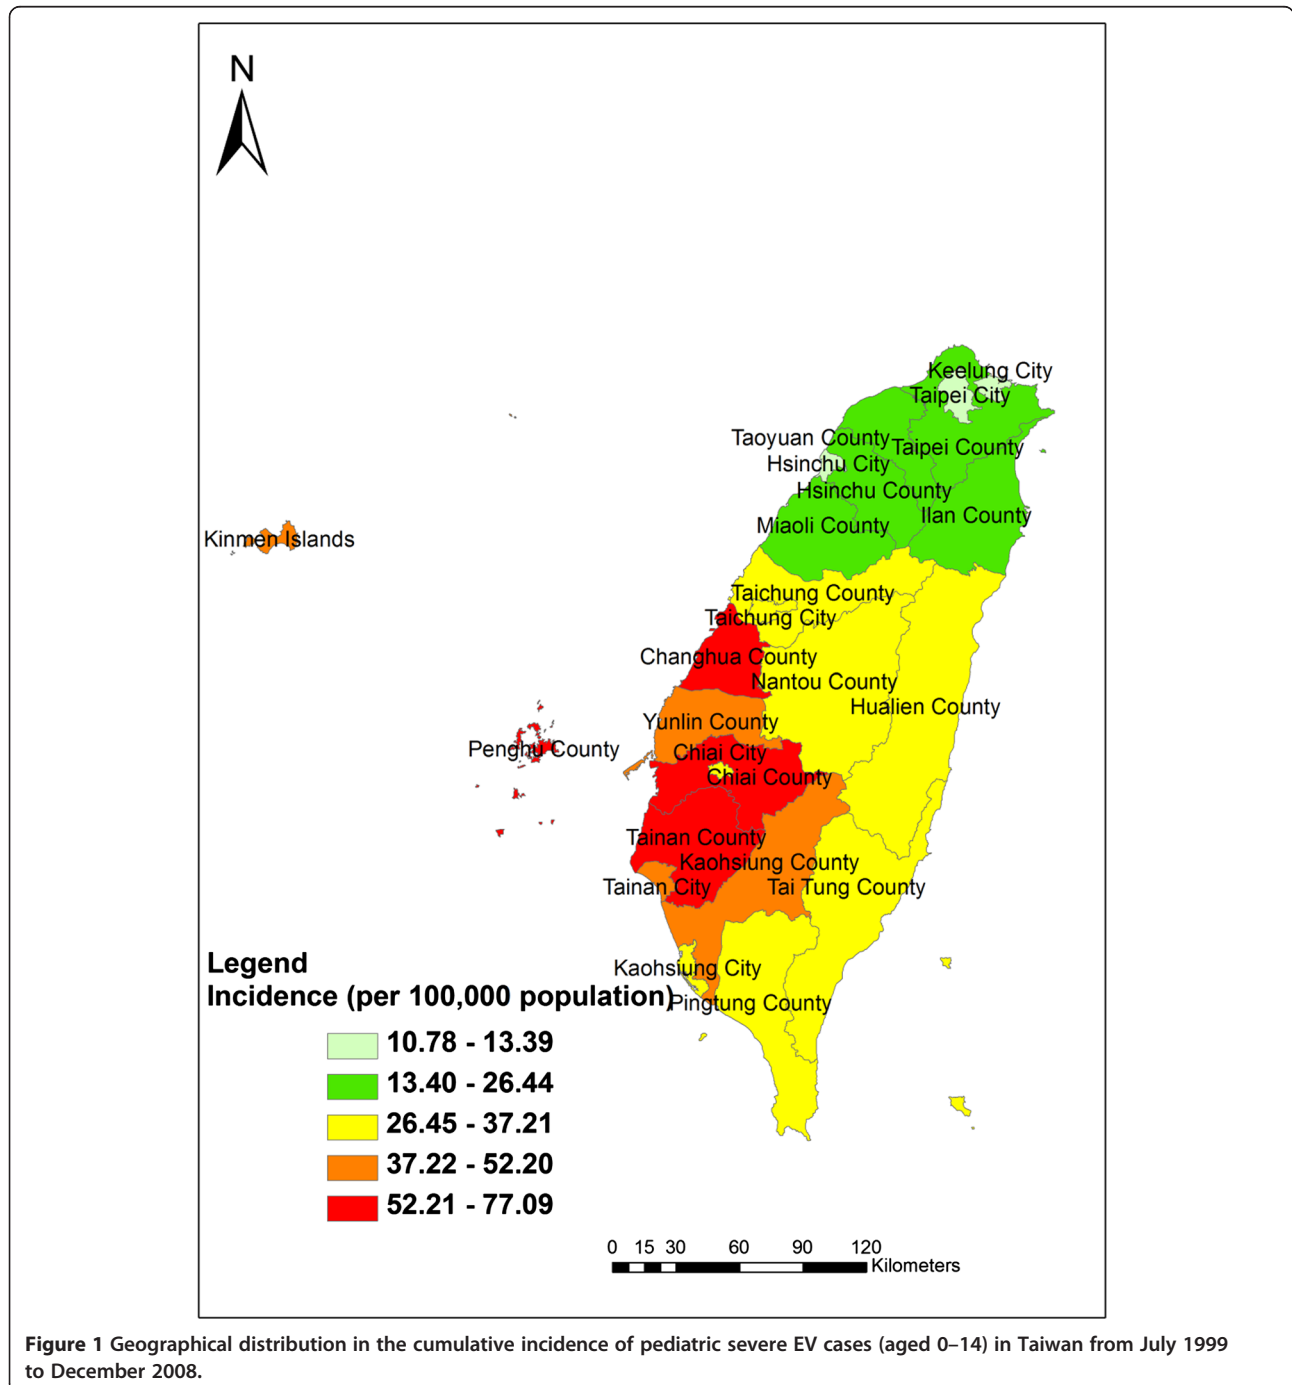 N
Keelung City
Taipei City
Taoyuan County
Taipei County
Hsinchu City
Hsinchu County
Ilan County
Miaoli County
Kinmen Islands
Taichung County
Taichung City
Changhua County
Nantou County
Hualien County
Yunlin County
Penghu County
Chiai City
Chiai County
Tainan County
Kaohsiung County
Tainan City
Tai Tung County
Kaohsiung City
Pingtung County
Legend
Incidence (per 100,000 population)
10.78 - 13.39
13.40 - 26.44
26.45 - 37.21
37.22 - 52.20
52.21 - 77.09
0 15 30 60 90 120
Kilometers
Figure 1 Geographical distribution in the cumulative incidence of pediatric severe EV cases (aged 0–14) in Taiwan from July 1999
to December 2008.